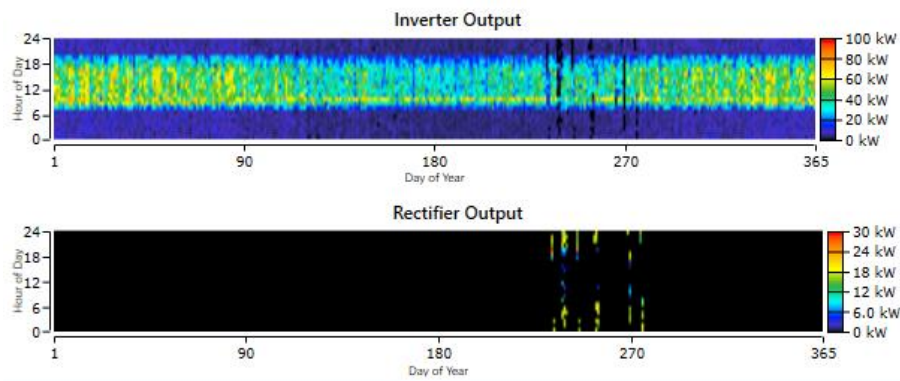 Inverter Output
24
18
12
6
0
Hour of Day
1 90 180 270 365
Day of Year
100 kW
80 kW
60 kW
40 kW
20 kW
0 kW
Rectifier Output
24
18
12
6
0
Hour of Day
1 90 180 270 365
Day of Year
30 kW
24 kW
18 kW
12 kW
6.0 kW
0 kW